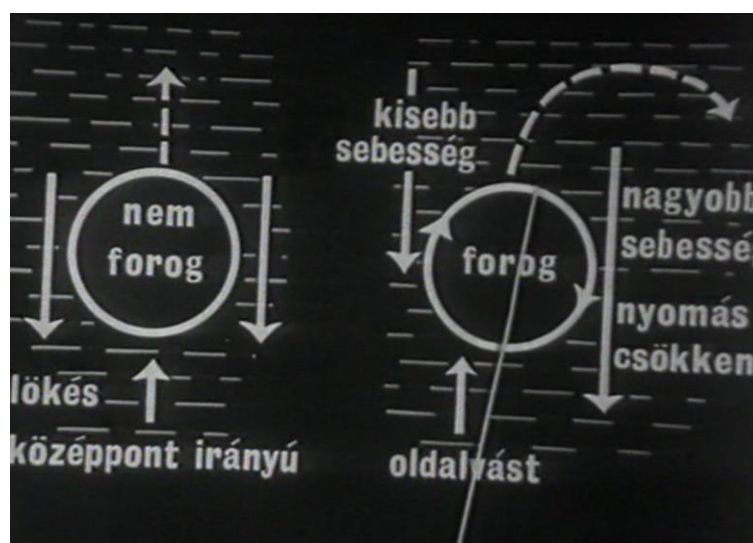 nem
forog
lökés
középpont irányú
kisebb
sebesség
forog
nagyobb
sebessé
nyomás
csökken
oldalvást